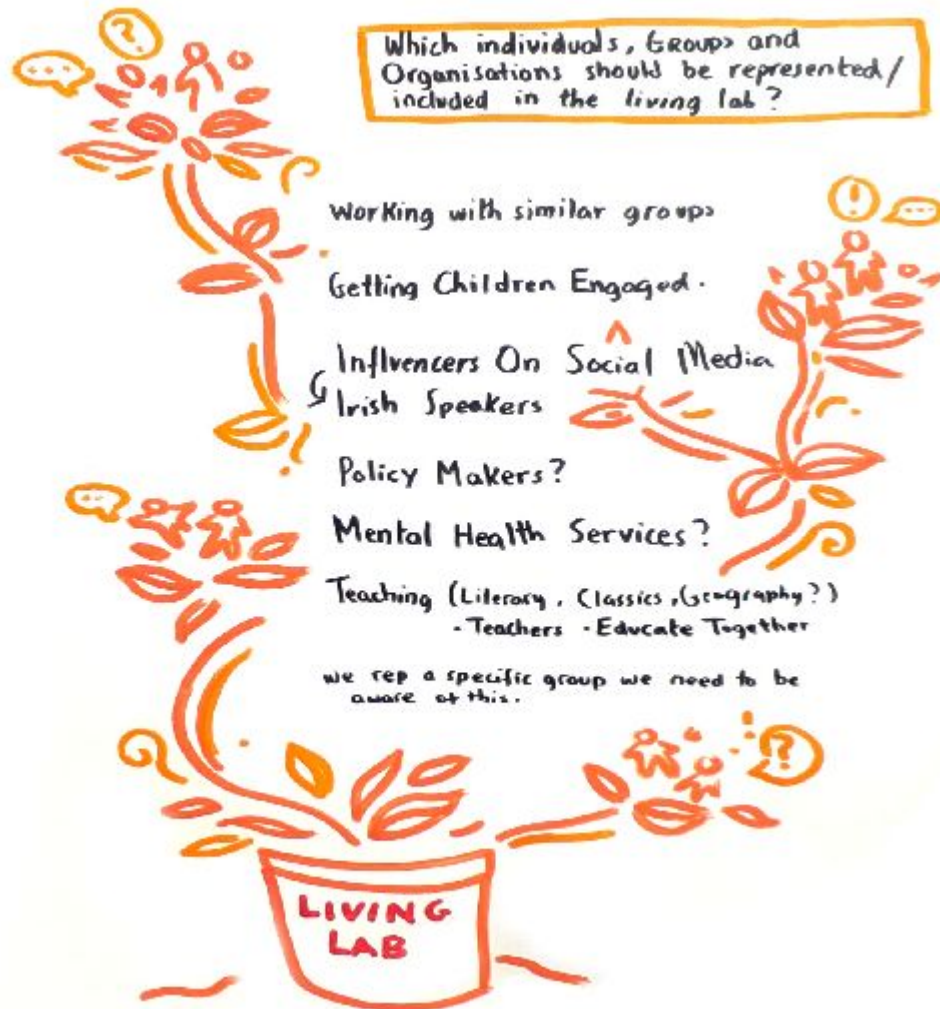 Which individuals, Groups and
Organisations should be represented/
included in the living lab?
Working with similar groups
Getting Children Engaged.
Influencers On Social Media
Irish Speakers
Policy Makers?
Mental Health Services?
Teaching (Literacy, Classics, Geography?)
- Teachers - Educate Together
we rep a specific group we need to be
aware of this.
LIVING
LAB